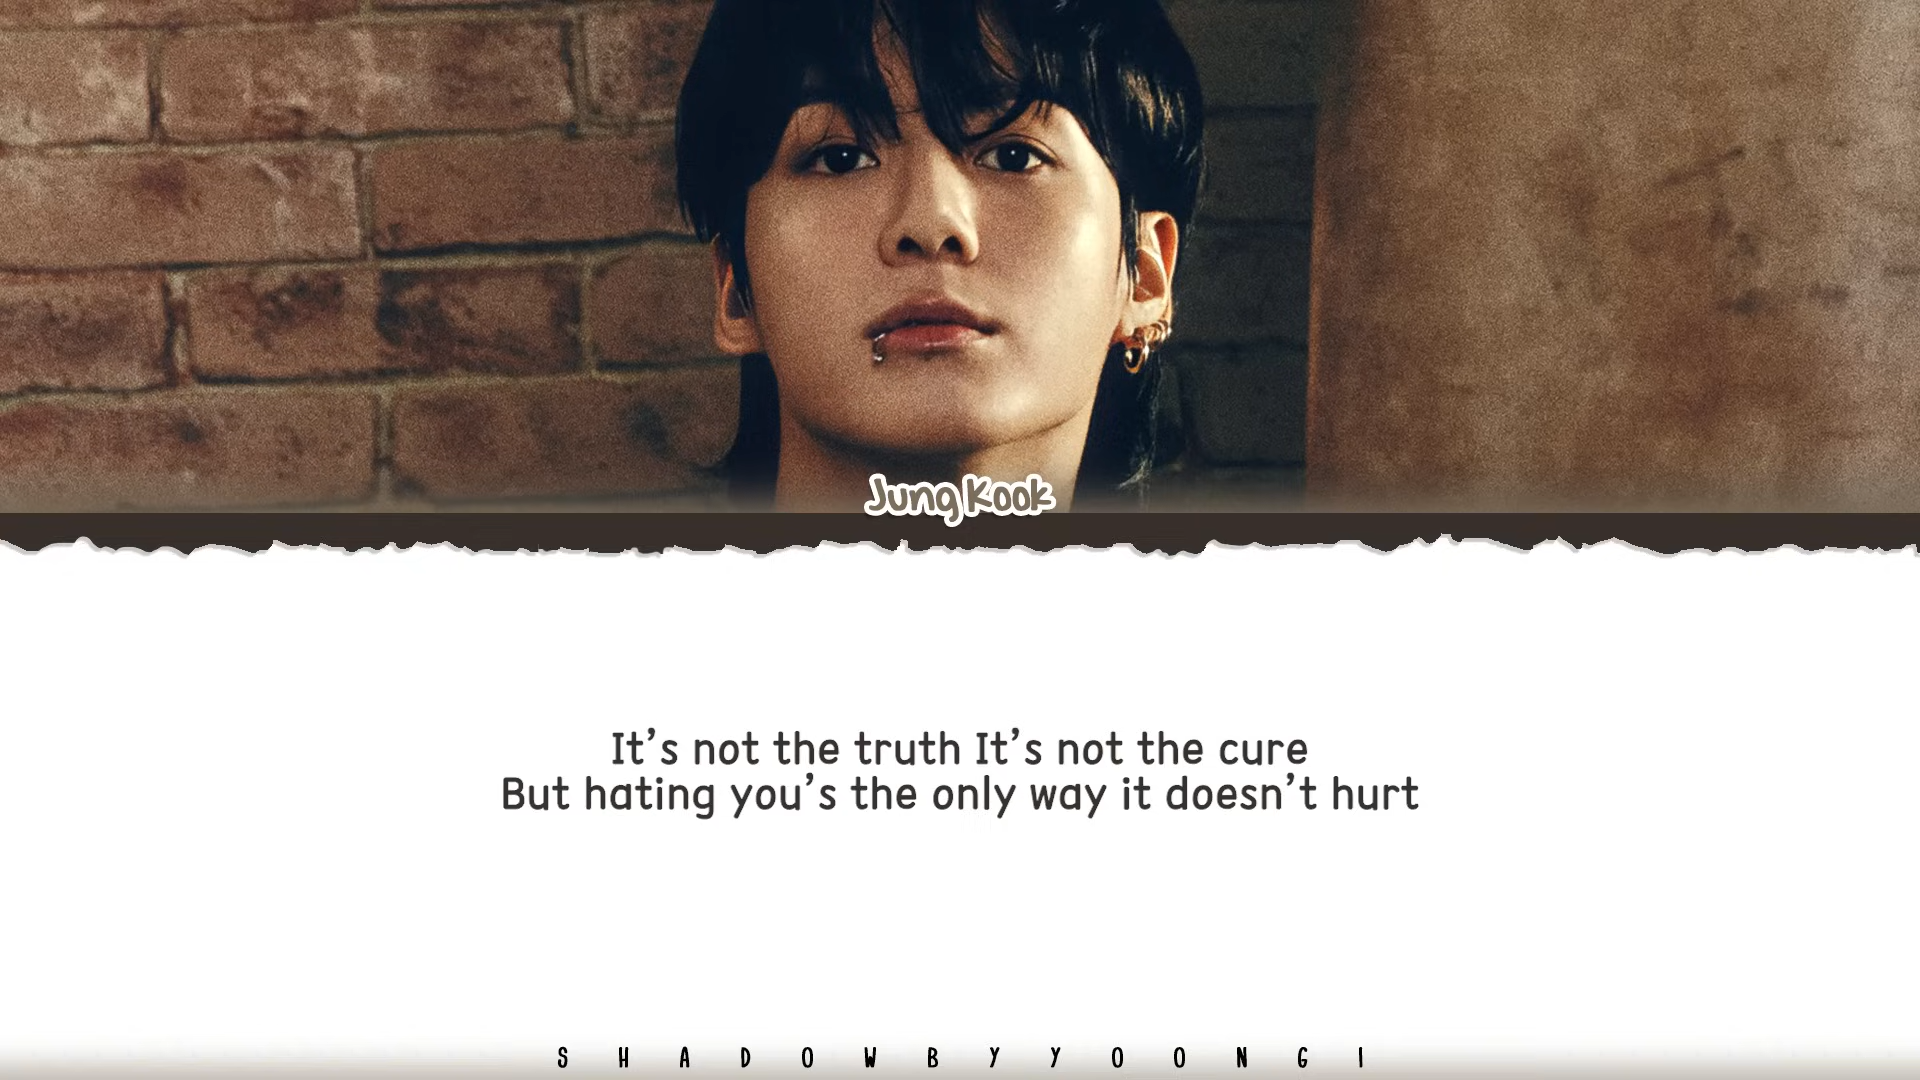 Jung Kook
It’s not the truth It’s not the cure
But hating you’s the only way it doesn’t hurt
SHADOWBYYOONGI